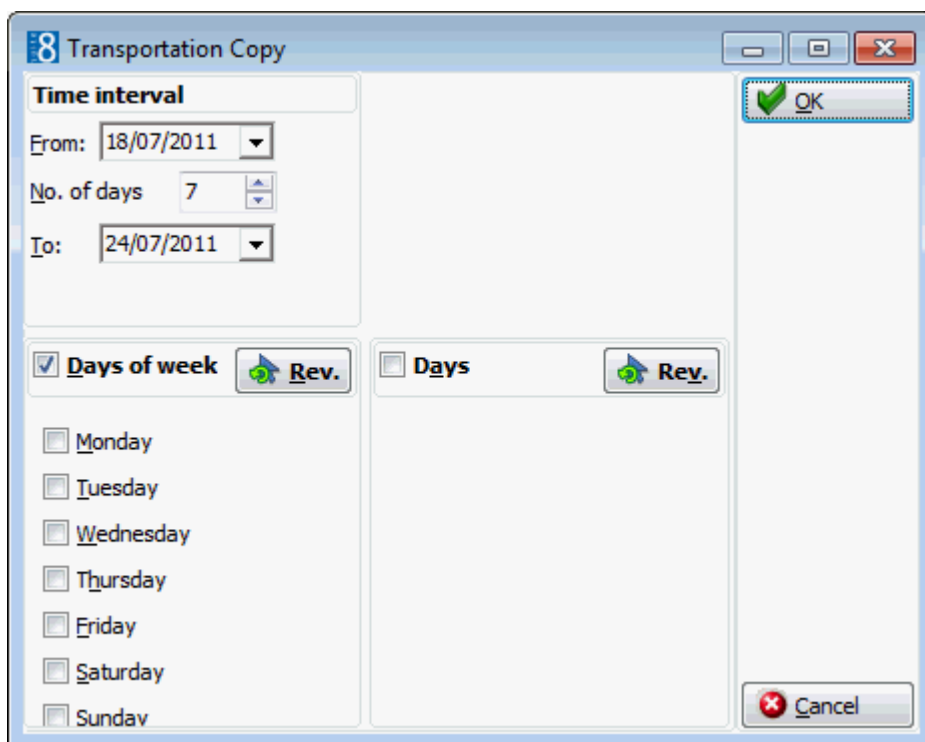 8 Transportation Copy
Time interval
From: 18/07/2011
No. of days 7
To: 24/07/2011
OK
Days of week Rev.
Days Rev.
Monday
Tuesday
Wednesday
Thursday
Friday
Saturday
Sunday
Cancel